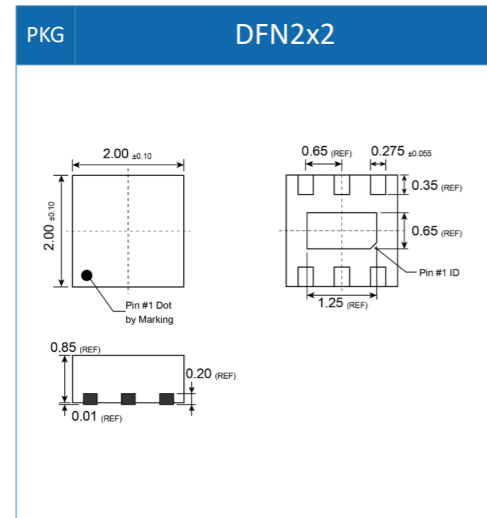 PKG
DFN2x2
2.00 ±0.10
2.00 ±0.10
Pin #1 Dot
by Marking
0.65 (REF)
0.275 ±0.055
0.35 (REF)
0.65 (REF)
Pin #1 ID
1.25 (REF)
0.85 (REF)
0.20 (REF)
0.01 (REF)